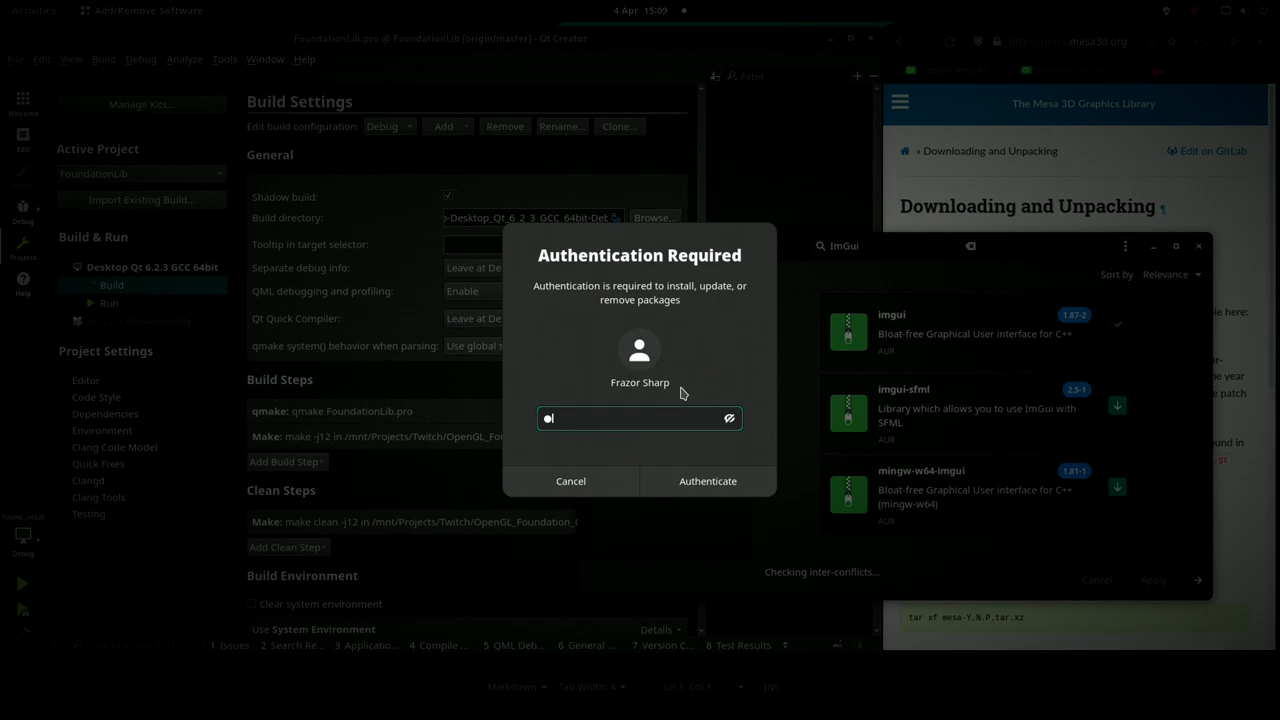 Activities
Add/Remove Software
4 Apr 15:09
FoundationLib.pro @ FoundationLib [origin/master] - Qt Creator
File Edit View Build Debug Analyze Tools Window Help
Filter
mesa3d.org
Welcome
Edit
Debug
Projects
Help
Manage Kits...
Active Project
FoundationLib
Import Existing Build...
Build & Run
Desktop Qt 6.2.3 GCC 64bit
Build
Run
Project Settings
Editor
Code Style
Dependencies
Environment
Clang Code Model
Quick Fixes
Clangd
Clang Tools
Testing
Debug
Build Settings
Edit build configuration: Debug Add Remove Rename... Clone...
General
Shadow build:
Build directory: o-Desktop_Qt_6_2_3_GCC_64bit-Deb Browse...
Tooltip in target selector:
Separate debug info: Leave at De
QML debugging and profiling: Enable
Qt Quick Compiler: Leave at De
qmake system() behavior when parsing: Use global s
Build Steps
qmake: qmake FoundationLib.pro
Make: make -j12 in /mnt/Projects/Twitch/OpenGL_Fou
Add Build Step
Clean Steps
Make: make clean -j12 in /mnt/Projects/Twitch/OpenGL_Foundation_
Add Clean Step
Build Environment
Clear system environment
Use System Environment Details
1 Issues 2 Search Re... 3 Applicatio... 4 Compile ... 5 QML Deb... 6 General ... 7 Version C... 8 Test Results
Markdown Tab Width: 4 Ln 7, Col 1 INS
Authentication Required
Authentication is required to install, update, or
remove packages
Frazor Sharp
Cancel Authenticate
The Mesa 3D Graphics Library
» Downloading and Unpacking
Edit on GitLab
Downloading and Unpacking ¶
ImGui
Sort by Relevance
imgui 1.87-2
Bloat-free Graphical User interface for C++
AUR
imgui-sfml 2.5-1
Library which allows you to use ImGui with
SFML
AUR
mingw-w64-imgui 1.81-1
Bloat-free Graphical User interface for C++
(mingw-w64)
AUR
Checking inter-conflicts...
Cancel Apply
le here:
ar-
e year
patch
ound in
.gz
tar xf mesa-Y.N.P.tar.xz